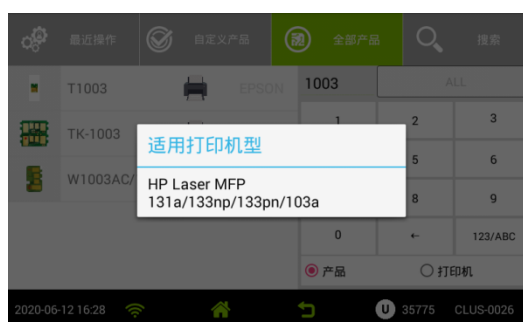 最近操作
自定义产品
全部产品
搜索
T1003
EPSON
1003
ALL
TK-1003
W1003AC/
适用打印机型
HP Laser MFP
131a/133np/133pn/103a
1
2
3
5
6
8
9
0
←
123/ABC
产品
打印机
2020-06-12 16:28
U
35775
CLUS-0026